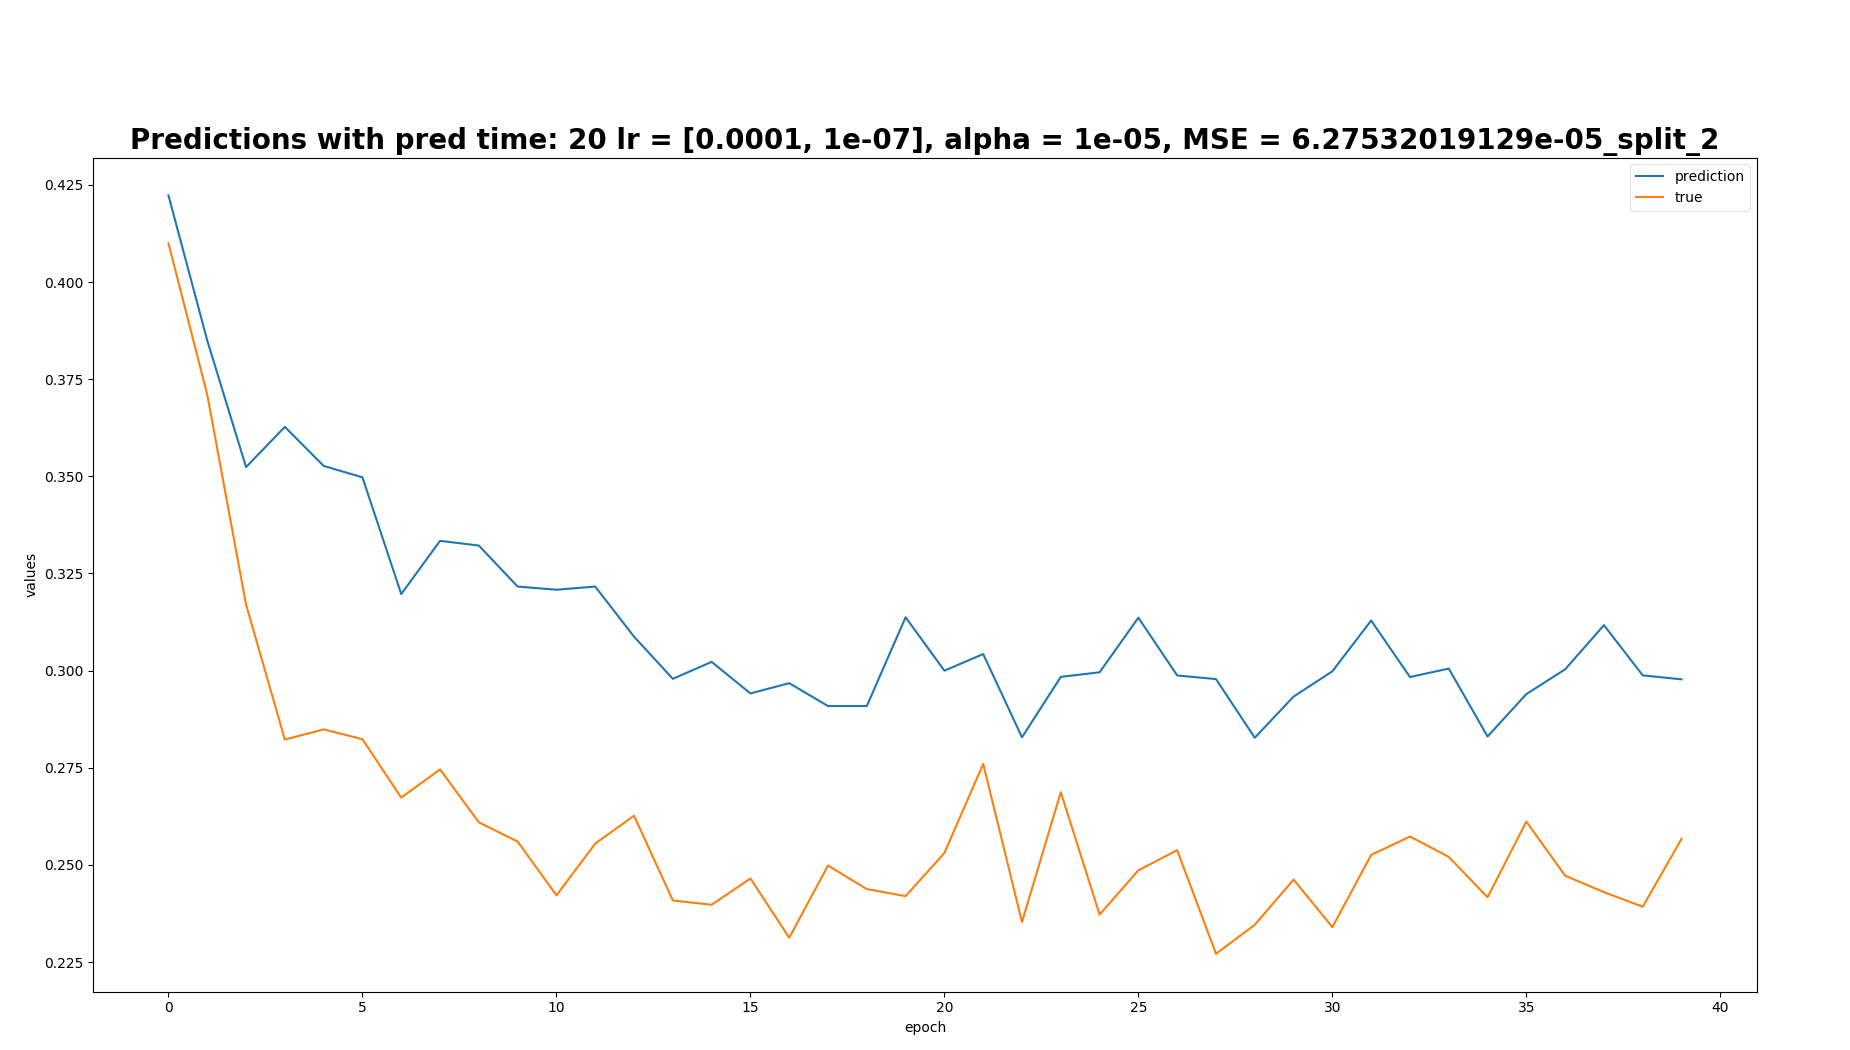 Predictions with pred time: 20 lr = [0.0001, 1e-07], alpha = 1e-05, MSE = 6.27532019129e-05_split_2
prediction
true
0.425
0.400
0.375
0.350
0.325
0.300
0.275
0.250
0.225
values
0 5 10 15 20 25 30 35 40
epoch